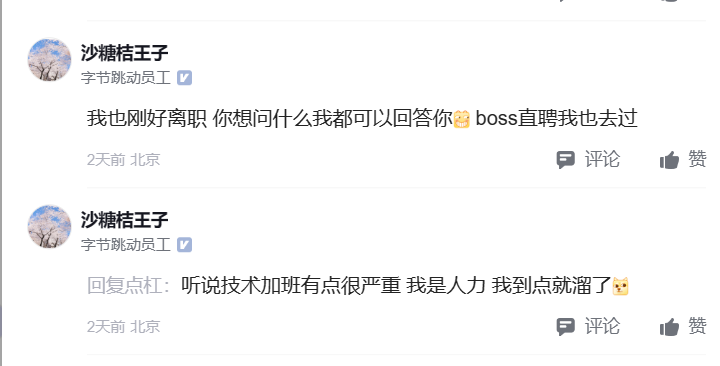 沙糖桔王子
字节跳动员工
我也刚好离职 你想问什么我都可以回答你 boss直聘我也去过
2天前 北京 评论 赞
沙糖桔王子
字节跳动员工
回复点杠：听说技术加班有点很严重 我是人力 我到点就溜了
2天前 北京 评论 赞